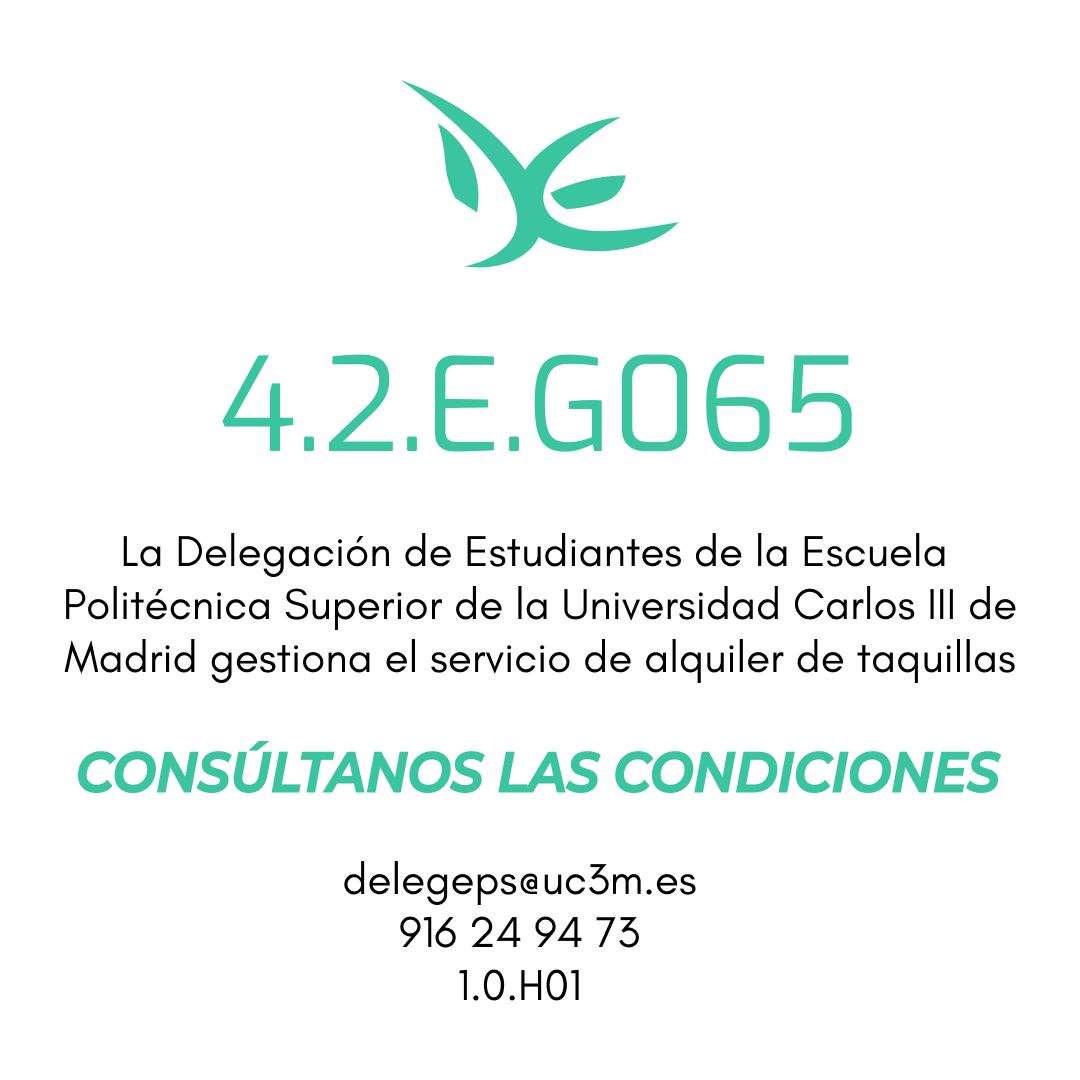 4.2.E.G065
La Delegación de Estudiantes de la Escuela
Politécnica Superior de la Universidad Carlos III de
Madrid gestiona el servicio de alquiler de taquillas
CONSÚLTANOS LAS CONDICIONES
delegeps@uc3m.es
916 24 94 73
1.0.H01